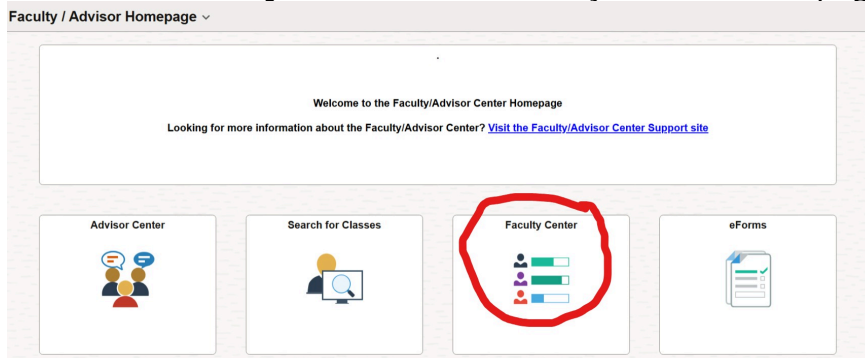 Faculty / Advisor Homepage
.
Welcome to the Faculty/Advisor Center Homepage
Looking for more information about the Faculty/Advisor Center? Visit the Faculty/Advisor Center Support site
Advisor Center
Search for Classes
Faculty Center
eForms